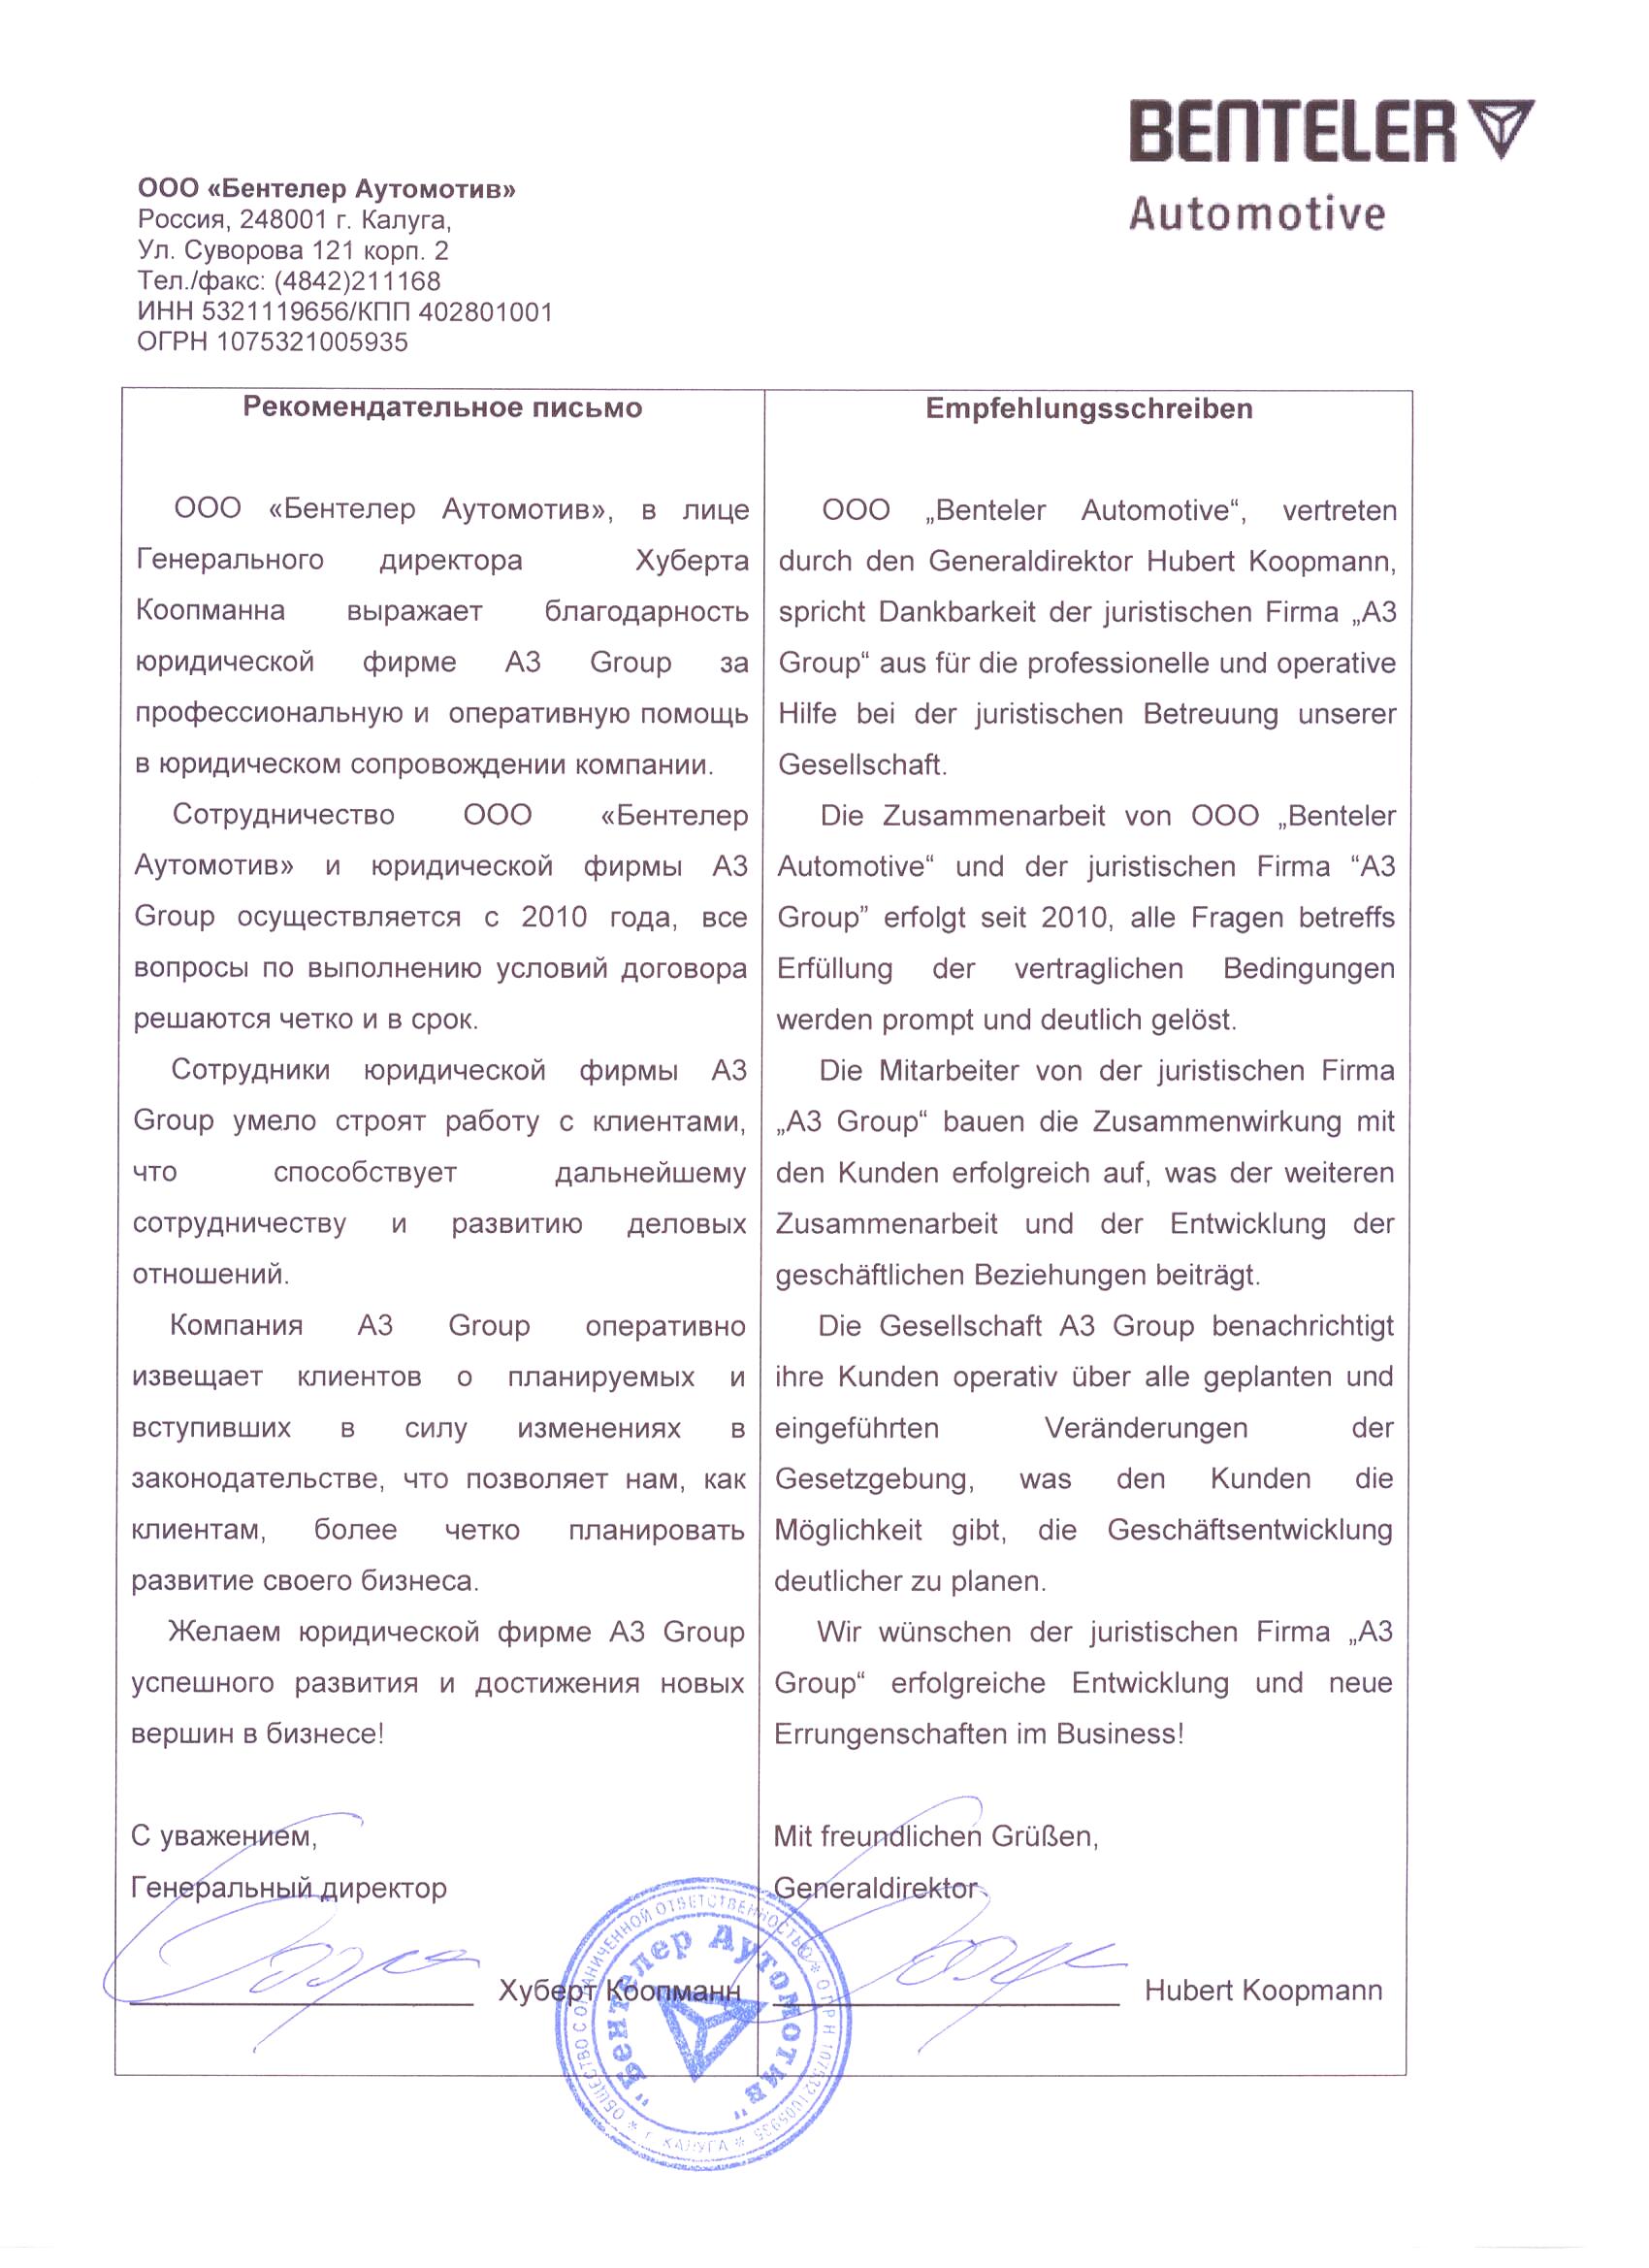 BENTELER
Automotive
ООО «Бентелер Аутомотив»
Россия, 248001 г. Калуга,
Ул. Суворова 121 корп. 2
Тел./факс: (4842)211168
ИНН 5321119656/КПП 402801001
ОГРН 1075321005935
Рекомендательное письмо
ООО «Бентелер Аутомотив», в лице
Генерального директора Хуберта
Коопманна выражает благодарность
юридической фирме А3 Group за
профессиональную и оперативную помощь
в юридическом сопровождении компании.
Сотрудничество ООО «Бентелер
Аутомотив» и юридической фирмы А3
Group осуществляется с 2010 года, все
вопросы по выполнению условий договора
решаются четко и в срок.
Сотрудники юридической фирмы А3
Group умело строят работу с клиентами,
что способствует дальнейшему
сотрудничеству и развитию деловых
отношений.
Компания А3 Group оперативно
извещает клиентов о планируемых и
вступивших в силу изменениях в
законодательстве, что позволяет нам, как
клиентам, более четко планировать
развитие своего бизнеса.
Желаем юридической фирме А3 Group
успешного развития и достижения новых
вершин в бизнесе!
С уважением,
Генеральный директор
Хуберт Коопманн
Empfehlungsschreiben
ООО „Benteler Automotive“, vertreten
durch den Generaldirektor Hubert Koopmann,
spricht Dankbarkeit der juristischen Firma „A3
Group“ aus für die professionelle und operative
Hilfe bei der juristischen Betreuung unserer
Gesellschaft.
Die Zusammenarbeit von OOO „Benteler
Automotive“ und der juristischen Firma “A3
Group” erfolgt seit 2010, alle Fragen betreffs
Erfüllung der vertraglichen Bedingungen
werden prompt und deutlich gelöst.
Die Mitarbeiter von der juristischen Firma
„A3 Group“ bauen die Zusammenwirkung mit
den Kunden erfolgreich auf, was der weiteren
Zusammenarbeit und der Entwicklung der
geschäftlichen Beziehungen beiträgt.
Die Gesellschaft A3 Group benachrichtigt
ihre Kunden operativ über alle geplanten und
eingeführten Veränderungen der
Gesetzgebung, was den Kunden die
Möglichkeit gibt, die Geschäftsentwicklung
deutlicher zu planen.
Wir wünschen der juristischen Firma „A3
Group“ erfolgreiche Entwicklung und neue
Errungenschaften im Business!
Mit freundlichen Grüßen,
Generaldirektor
Hubert Koopmann
ОБЩЕСТВО С ОГРАНИЧЕННОЙ ОТВЕТСТВЕННОСТЬЮ * ОГРН 1075321005935 * г. КАЛУГА *
"Бентелер Аутомотив"